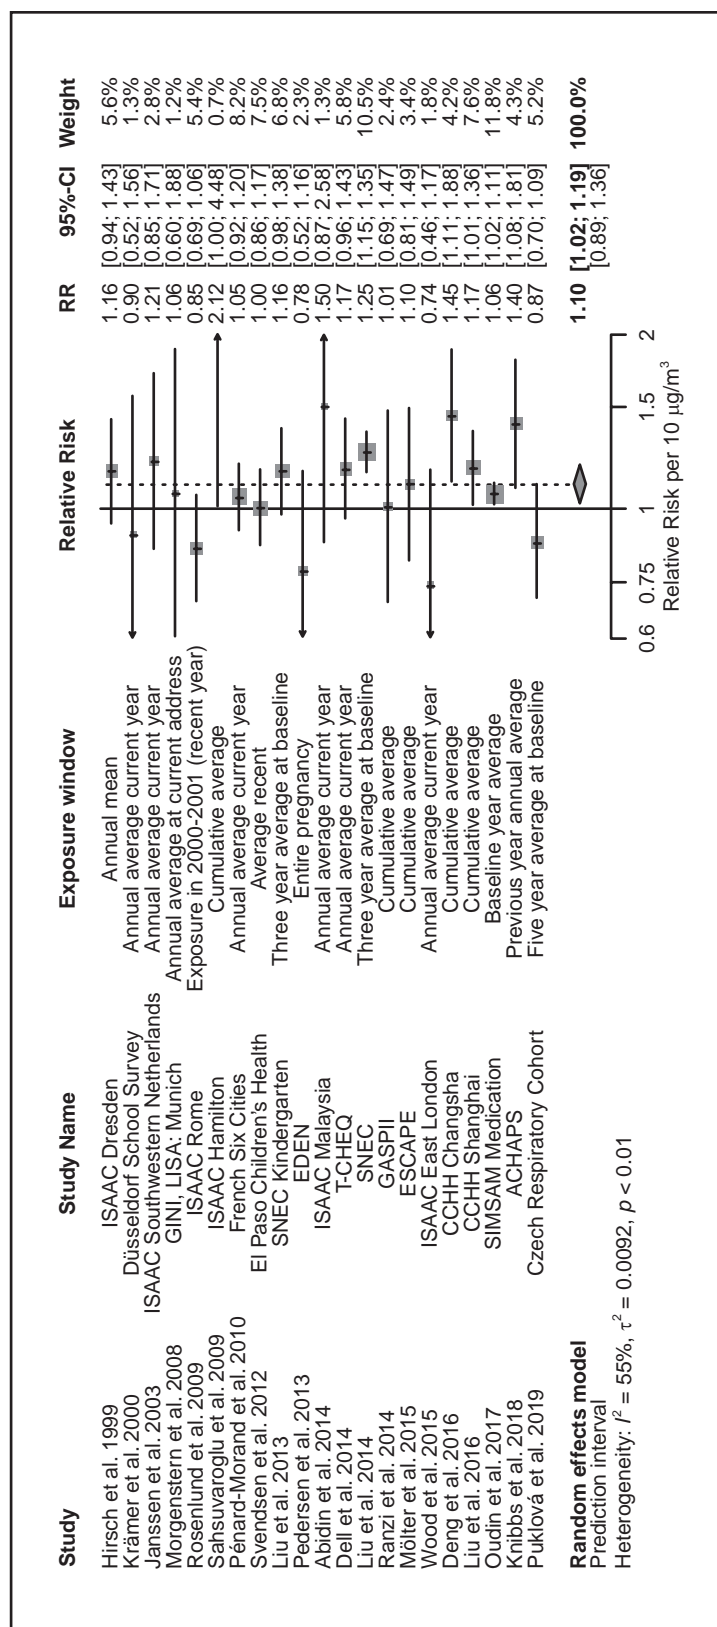 Study Study Name Exposure window Relative Risk RR 95%-CI Weight
Hirsch et al. 1999 ISAAC Dresden Annual mean 1.16 [0.94; 1.43] 5.6%
Krämer et al. 2000 Düsseldorf School Survey Annual average current year 0.90 [0.52; 1.56] 1.3%
Janssen et al. 2003 ISAAC Southwestern Netherlands Annual average current year 1.21 [0.85; 1.71] 2.8%
Morgenstern et al. 2008 GINI, LISA: Munich Annual average at current address 1.06 [0.60; 1.88] 1.2%
Rosenlund et al. 2009 ISAAC Rome Exposure in 2000-2001 (recent year) 0.85 [0.69; 1.06] 5.4%
Sahsuvaroglu et al. 2009 ISAAC Hamilton Cumulative average 2.12 [1.00; 4.48] 0.7%
Pénard-Morand et al. 2010 French Six Cities Annual average current year 1.05 [0.92; 1.20] 8.2%
Svendsen et al. 2012 El Paso Children's Health Average recent 1.00 [0.86; 1.17] 7.5%
Liu et al. 2013 SNEC Kindergarten Three year average at baseline 1.16 [0.98; 1.38] 6.8%
Pedersen et al. 2013 EDEN Entire pregnancy 0.78 [0.52; 1.16] 2.3%
Abidin et al. 2014 ISAAC Malaysia Annual average current year 1.50 [0.87; 2.58] 1.3%
Dell et al. 2014 T-CHEQ Annual average current year 1.17 [0.96; 1.43] 5.8%
Liu et al. 2014 SNEC Three year average at baseline 1.25 [1.15; 1.35] 10.5%
Ranzi et al. 2014 GASPII Cumulative average 1.01 [0.69; 1.47] 2.4%
Mölter et al. 2015 ESCAPE Cumulative average 1.10 [0.81; 1.49] 3.4%
Wood et al. 2015 ISAAC East London Annual average current year 0.74 [0.46; 1.17] 1.8%
Deng et al. 2016 CCHH Changsha Cumulative average 1.45 [1.11; 1.88] 4.2%
Liu et al. 2016 CCHH Shanghai Cumulative average 1.17 [1.01; 1.36] 7.6%
Oudin et al. 2017 SIMSAM Medication Baseline year average 1.06 [1.02; 1.11] 11.8%
Knibbs et al. 2018 ACHAPS Previous year annual average 1.40 [1.08; 1.81] 4.3%
Puklová et al. 2019 Czech Respiratory Cohort Five year average at baseline 0.87 [0.70; 1.09] 5.2%
Random effects model 1.10 [1.02; 1.19] 100.0%
Prediction interval [0.89; 1.36]
Heterogeneity: I² = 55%, τ² = 0.0092, p < 0.01
0.6 0.75 1 1.5 2
Relative Risk per 10 μg/m³